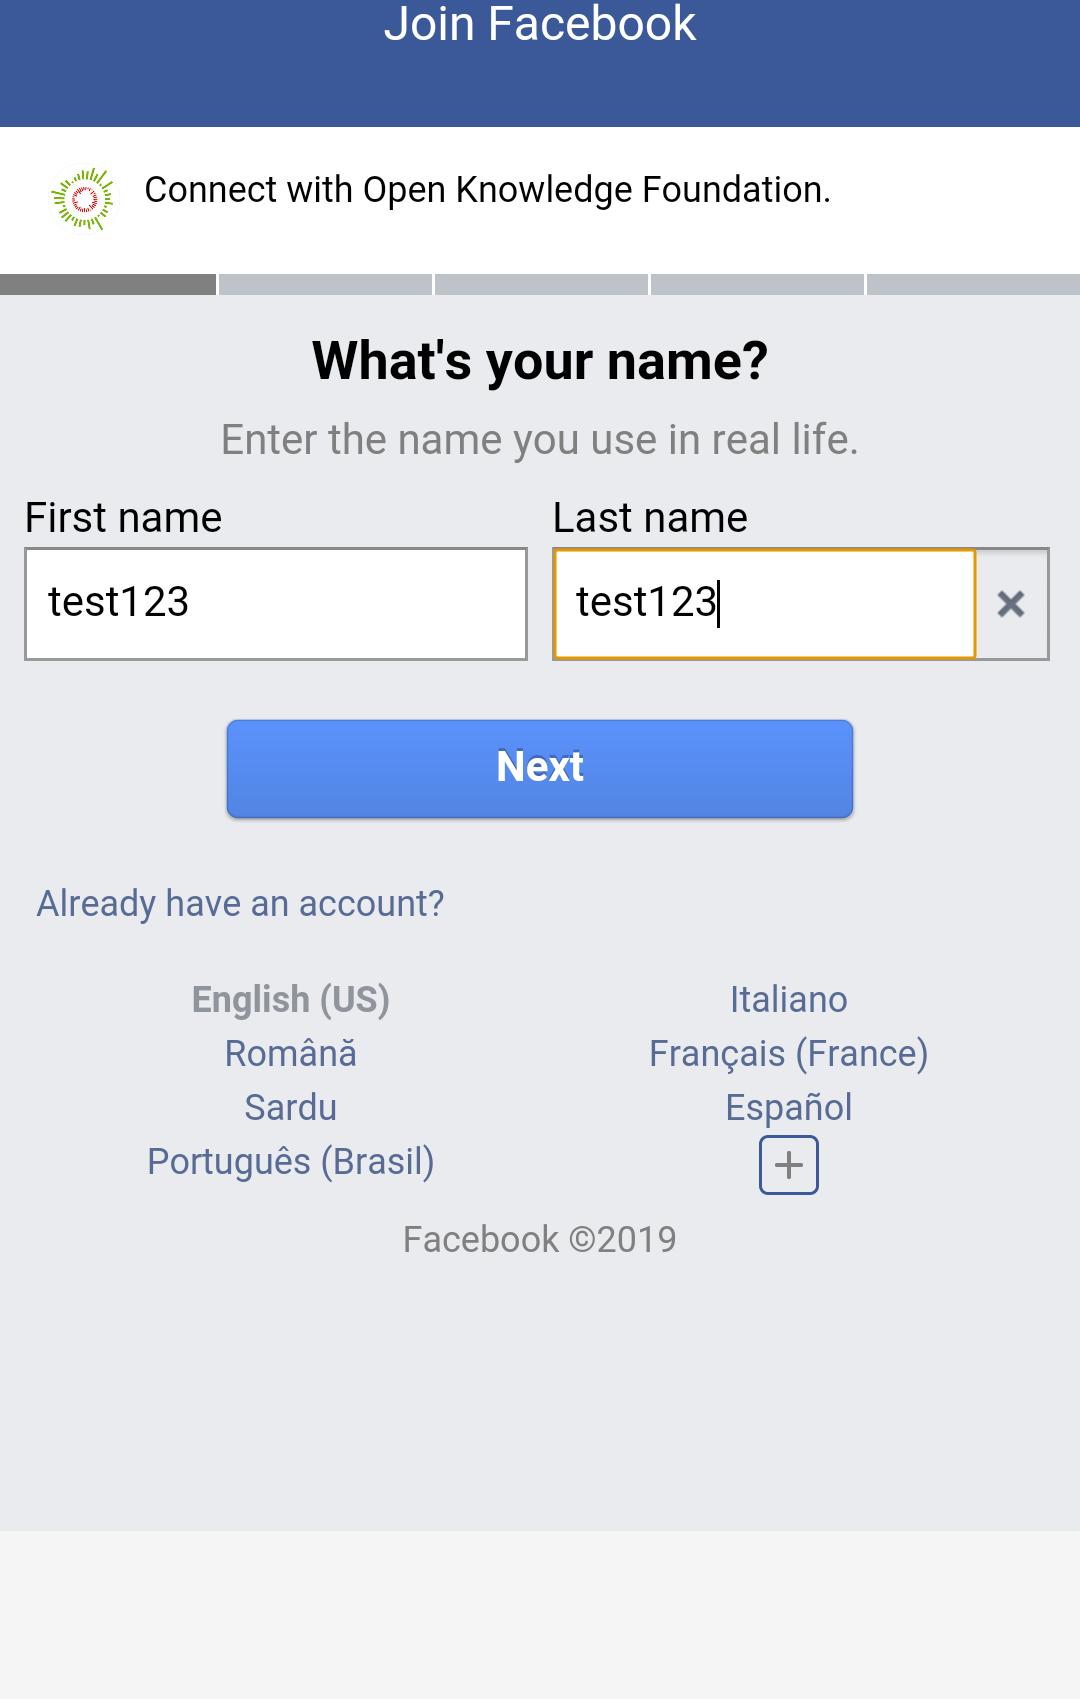 Join Facebook
Connect with Open Knowledge Foundation.
What's your name?
Enter the name you use in real life.
First name Last name
test123 test123
Next
Already have an account?
English (US) Italiano
Română Français (France)
Sardu Español
Português (Brasil)
Facebook ©2019